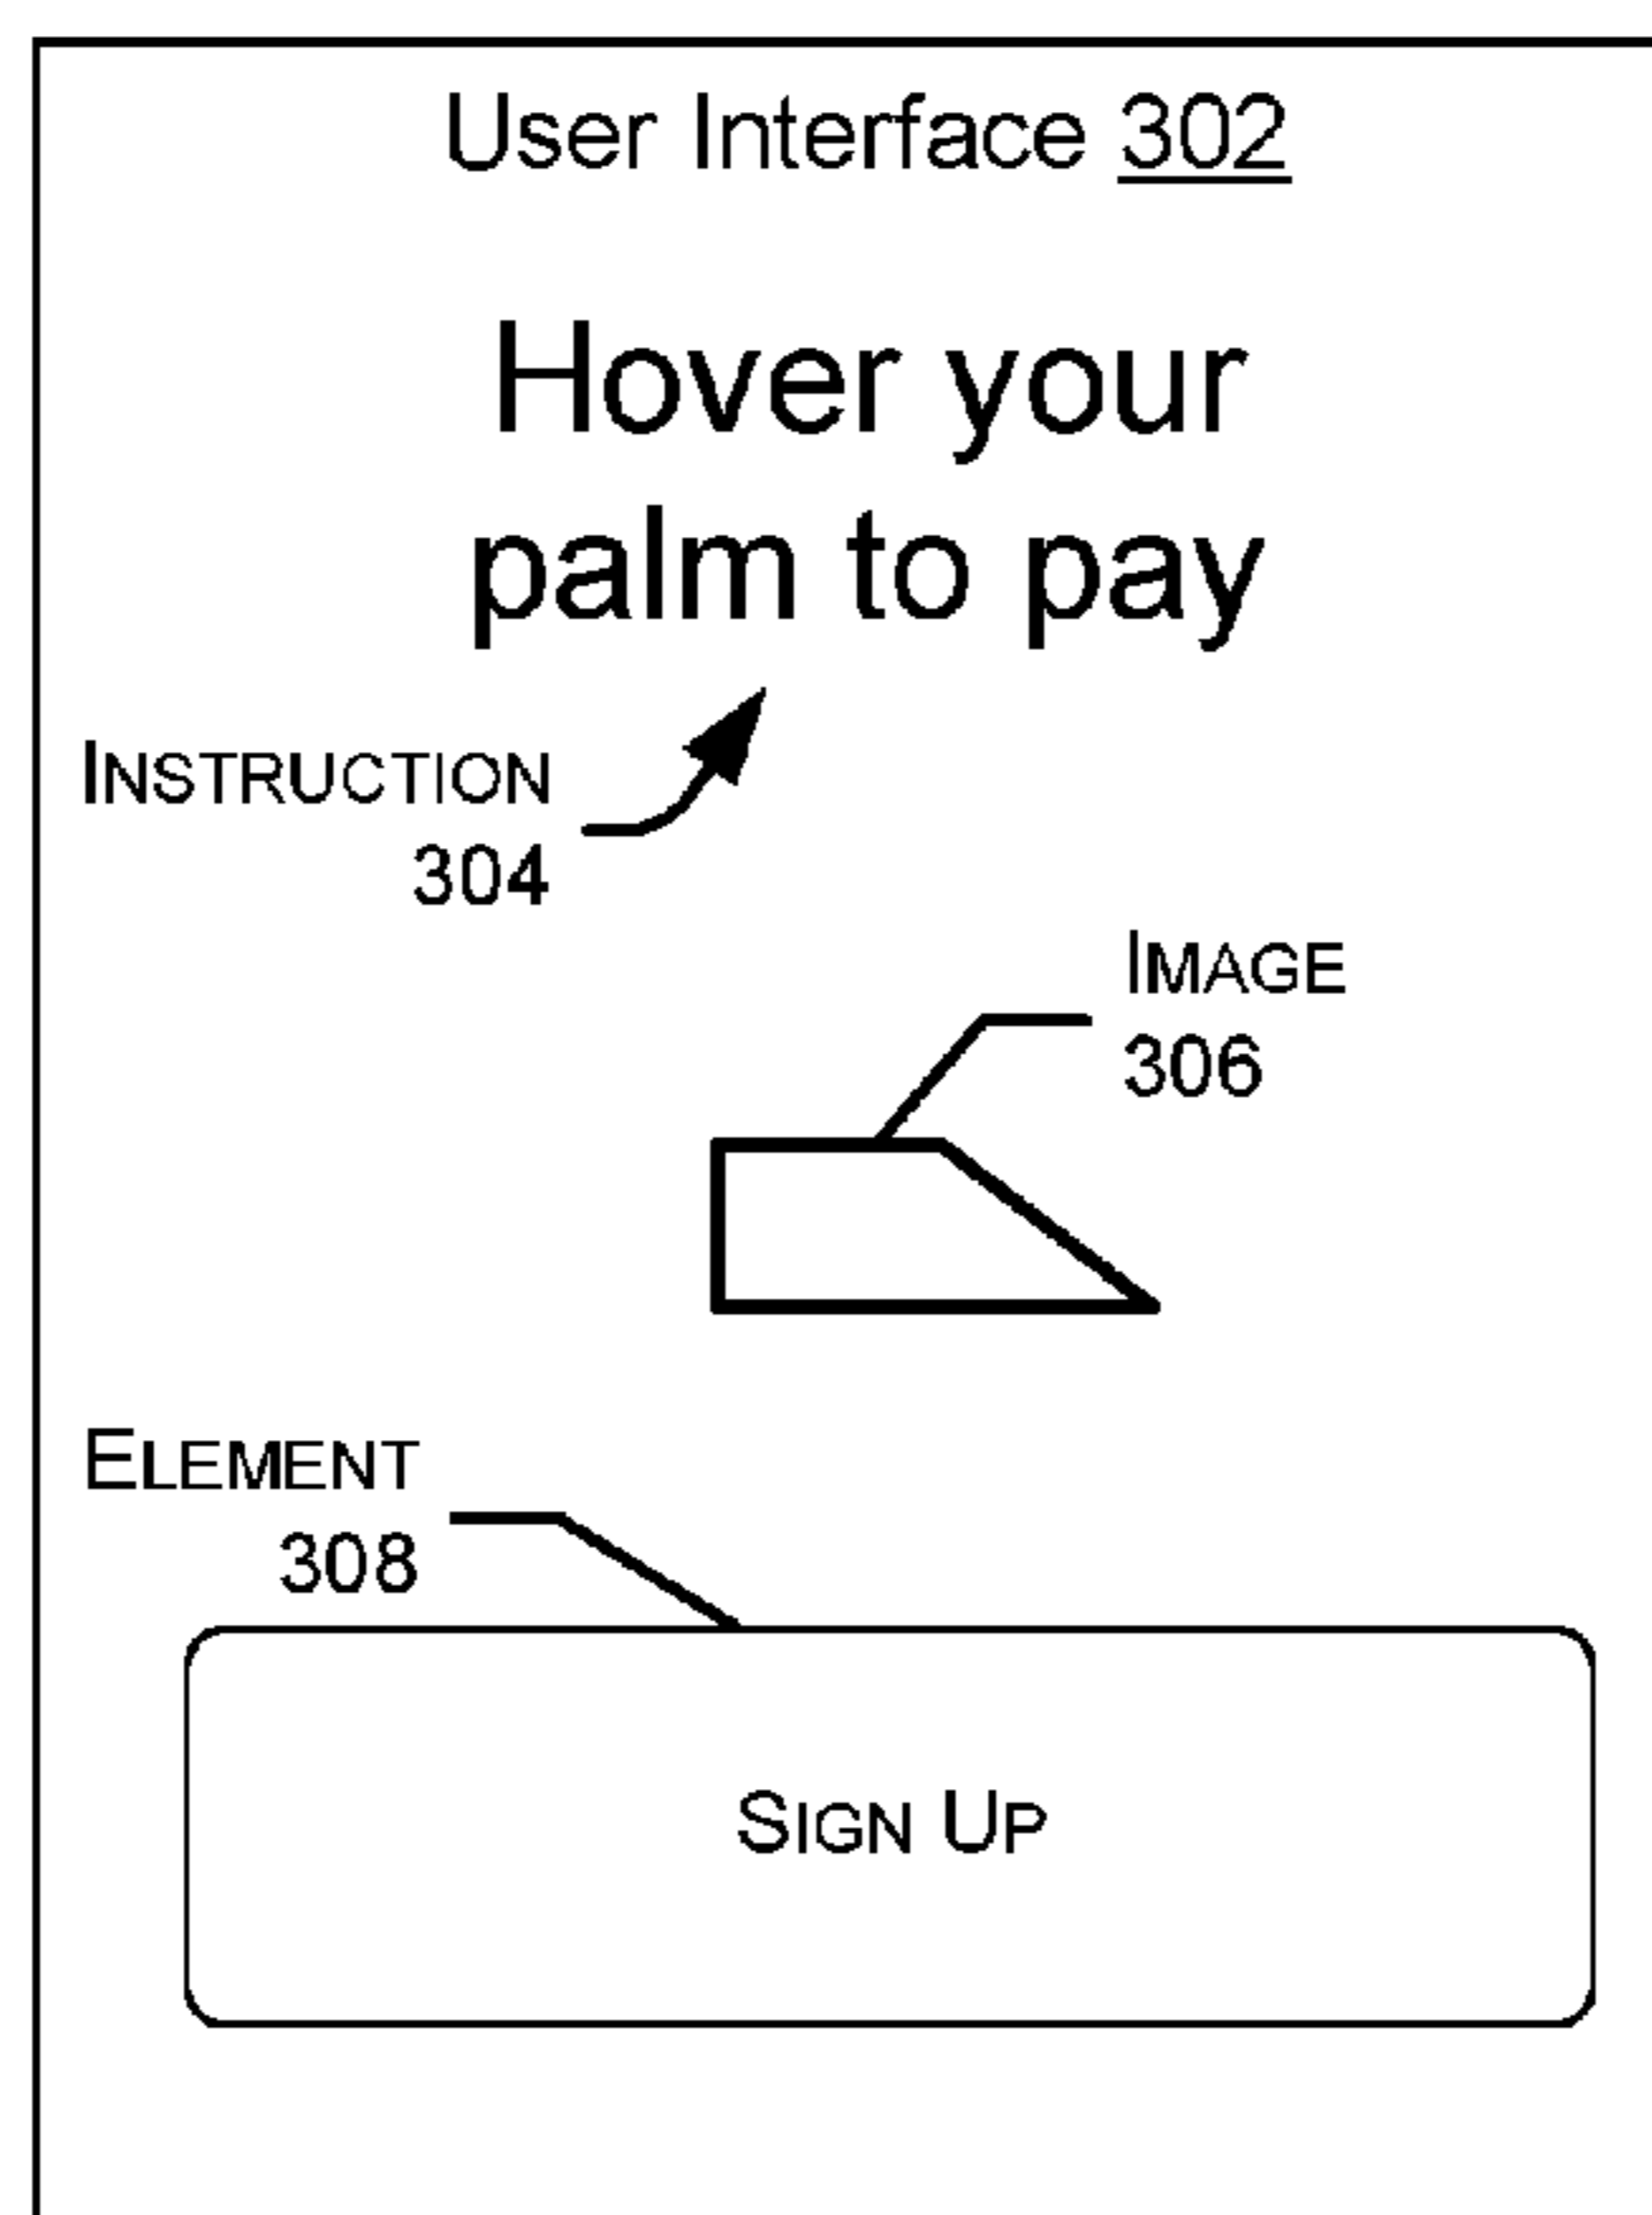 User Interface 302
Hover your
palm to pay
INSTRUCTION
304
IMAGE
306
ELEMENT
308
SIGN UP